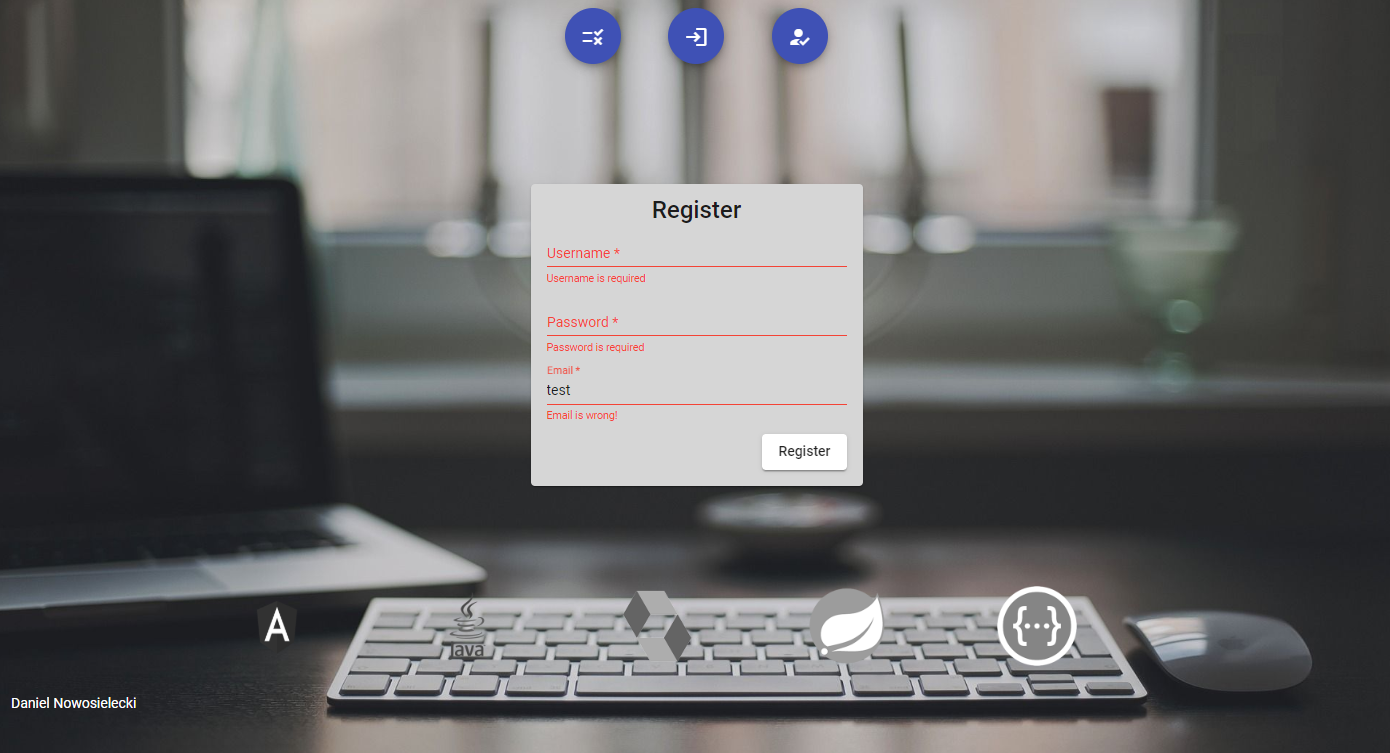 Register
Username *
Username is required
Password *
Password is required
Email *
test
Email is wrong!
Register
A
Java
{...}
Daniel Nowosielecki